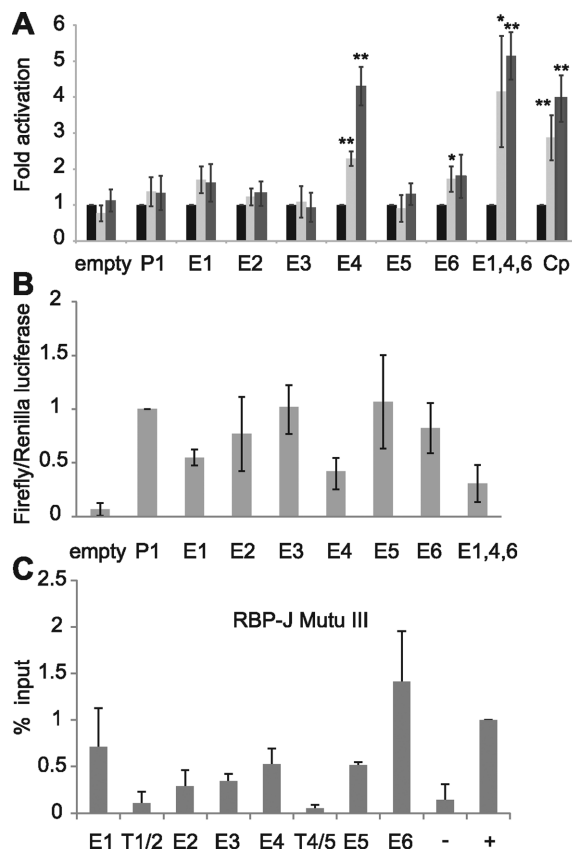 A
Fold activation
6
5
4
3
2
1
0
** ** * * ** ** **
empty P1 E1 E2 E3 E4 E5 E6 E1,4,6 Cp
B
Firefly/Renilla luciferase
2
1.5
1
0.5
0
empty P1 E1 E2 E3 E4 E5 E6 E1,4,6
C
RBP-J Mutu III
% input
2.5
2
1.5
1
0.5
0
E1 T1/2 E2 E3 E4 T4/5 E5 E6 - +